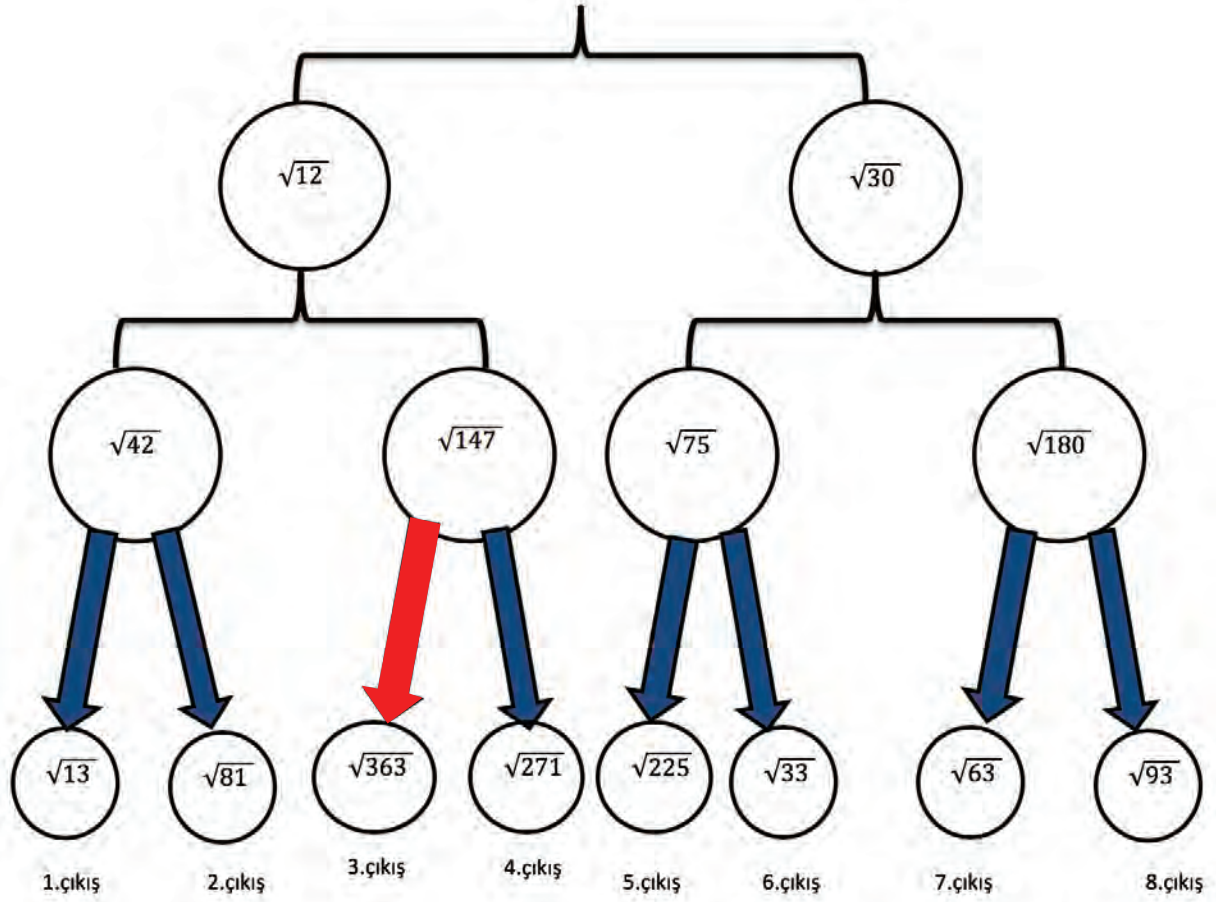 √12 √30
√42 √147 √75 √180
√13 √81 √363 √271 √225 √33 √63 √93
1.çıkış 2.çıkış 3.çıkış 4.çıkış 5.çıkış 6.çıkış 7.çıkış 8.çıkış